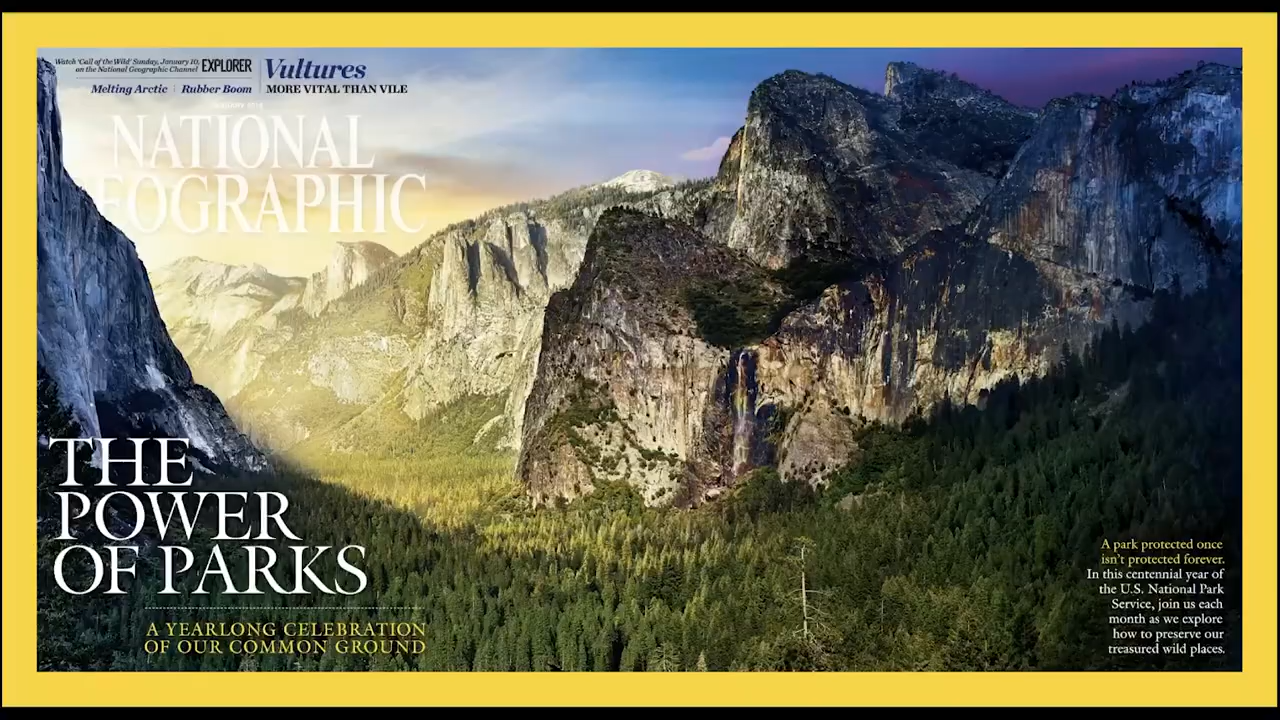 Watch 'Call of the Wild' Sunday, January 10,
on the National Geographic Channel EXPLORER
Melting Arctic | Rubber Boom
Vultures
MORE VITAL THAN VILE
NATIONAL
GEOGRAPHIC
THE
POWER
OF PARKS
A YEARLONG CELEBRATION
OF OUR COMMON GROUND
A park protected once
isn't protected forever.
In this centennial year of
the U.S. National Park
Service, join us each
month as we explore
how to preserve our
treasured wild places.